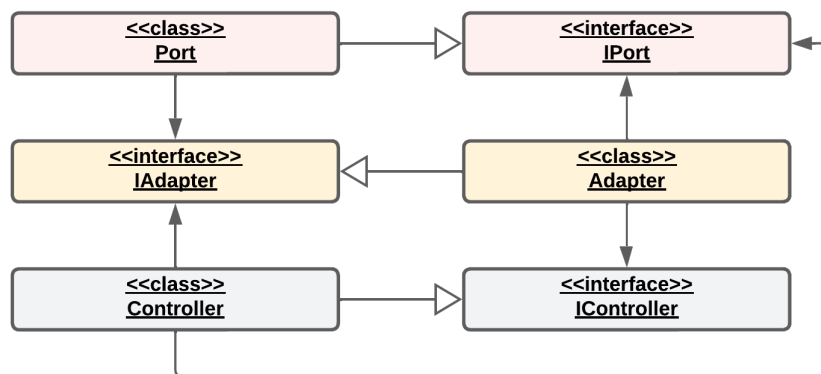 <<class>>
Port
<<interface>>
IPort
<<interface>>
IAdapter
<<class>>
Adapter
<<class>>
Controller
<<interface>>
IController